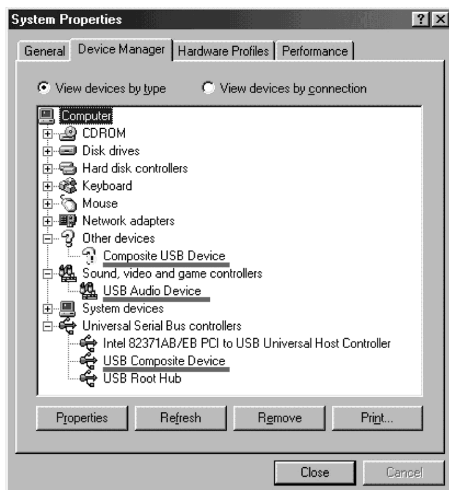 System Properties
General Device Manager Hardware Profiles Performance
View devices by type View devices by connection
Computer
CDROM
Disk drives
Hard disk controllers
Keyboard
Mouse
Network adapters
Other devices
Composite USB Device
Sound, video and game controllers
USB Audio Device
System devices
Universal Serial Bus controllers
Intel 82371AB/EB PCI to USB Universal Host Controller
USB Composite Device
USB Root Hub
Properties Refresh Remove Print...
Close Cancel